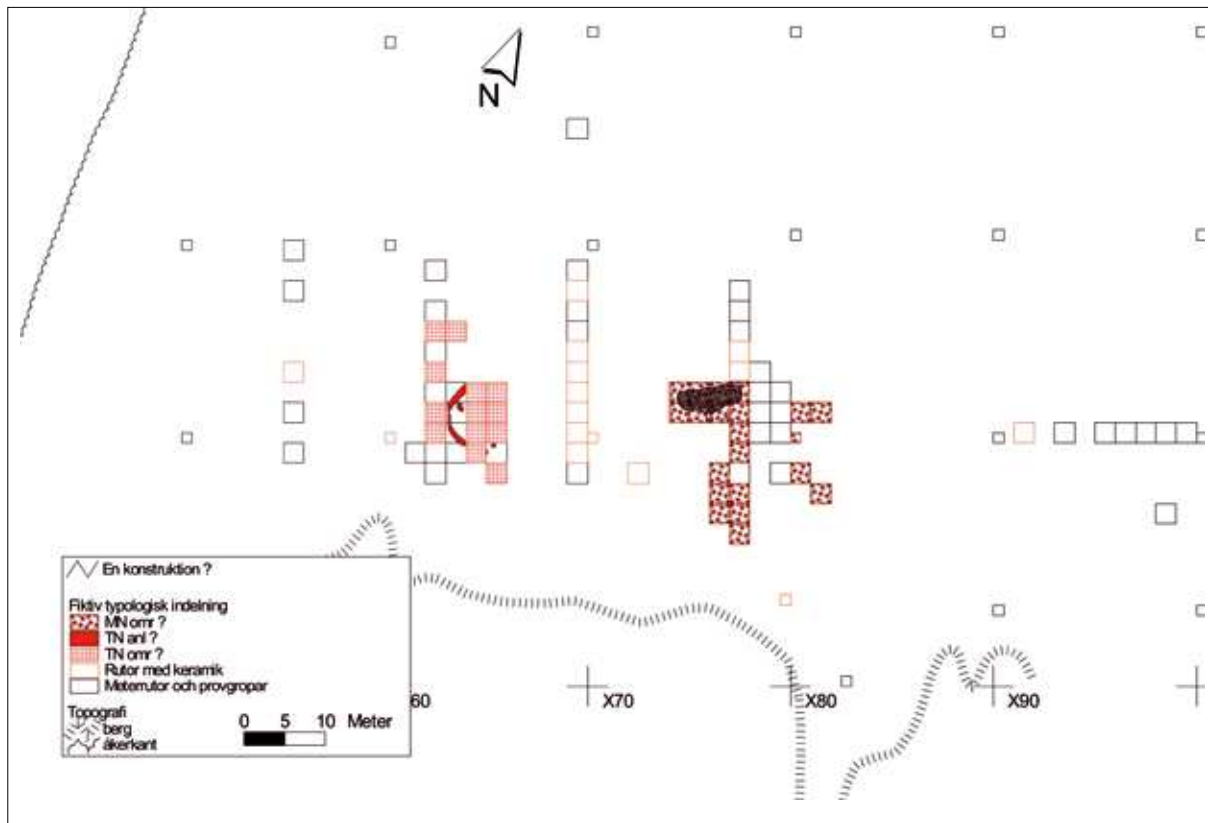 N
En konstruktion ?
Fiktiv typologisk indelning
MN omr ?
TN anl ?
TN omr ?
Rutor med keramik
Meterrutor och provgropar
Topografi
berg
åkerkant
0 5 10 Meter
60 X70 X80 X90